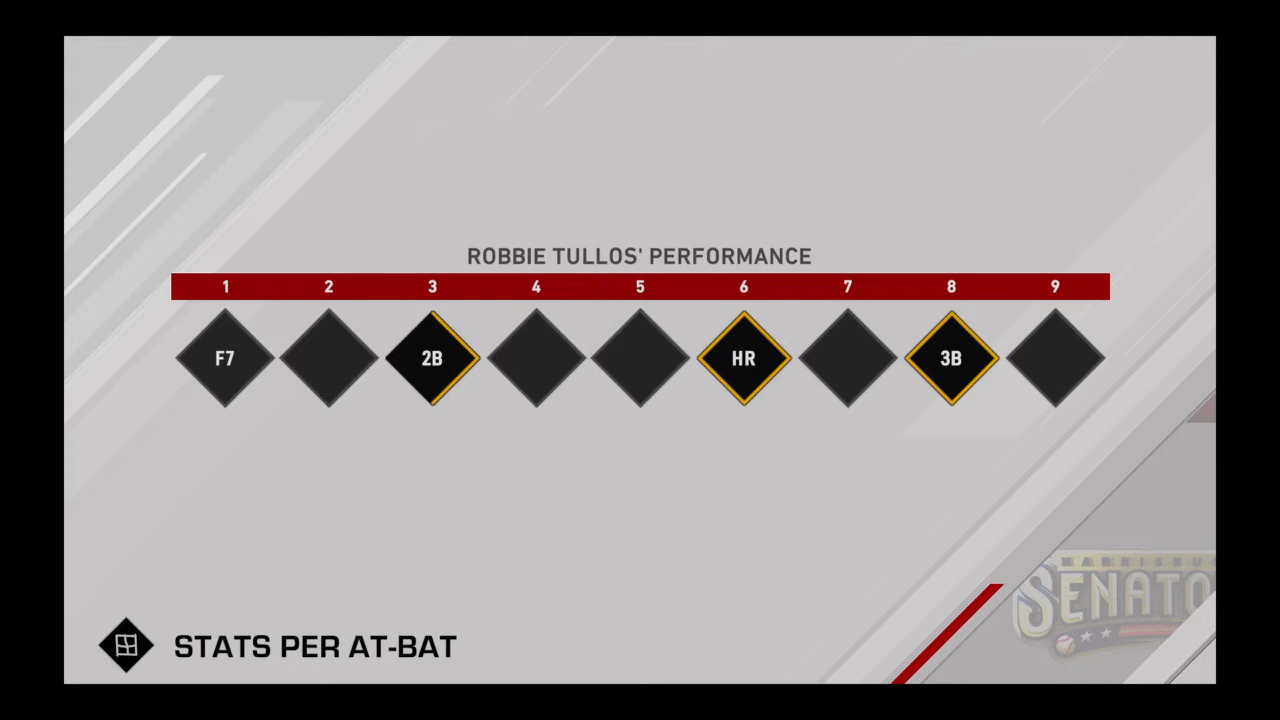 ROBBIE TULLOS' PERFORMANCE
1 2 3 4 5 6 7 8 9
F7 2B HR 3B
SENATO
STATS PER AT-BAT